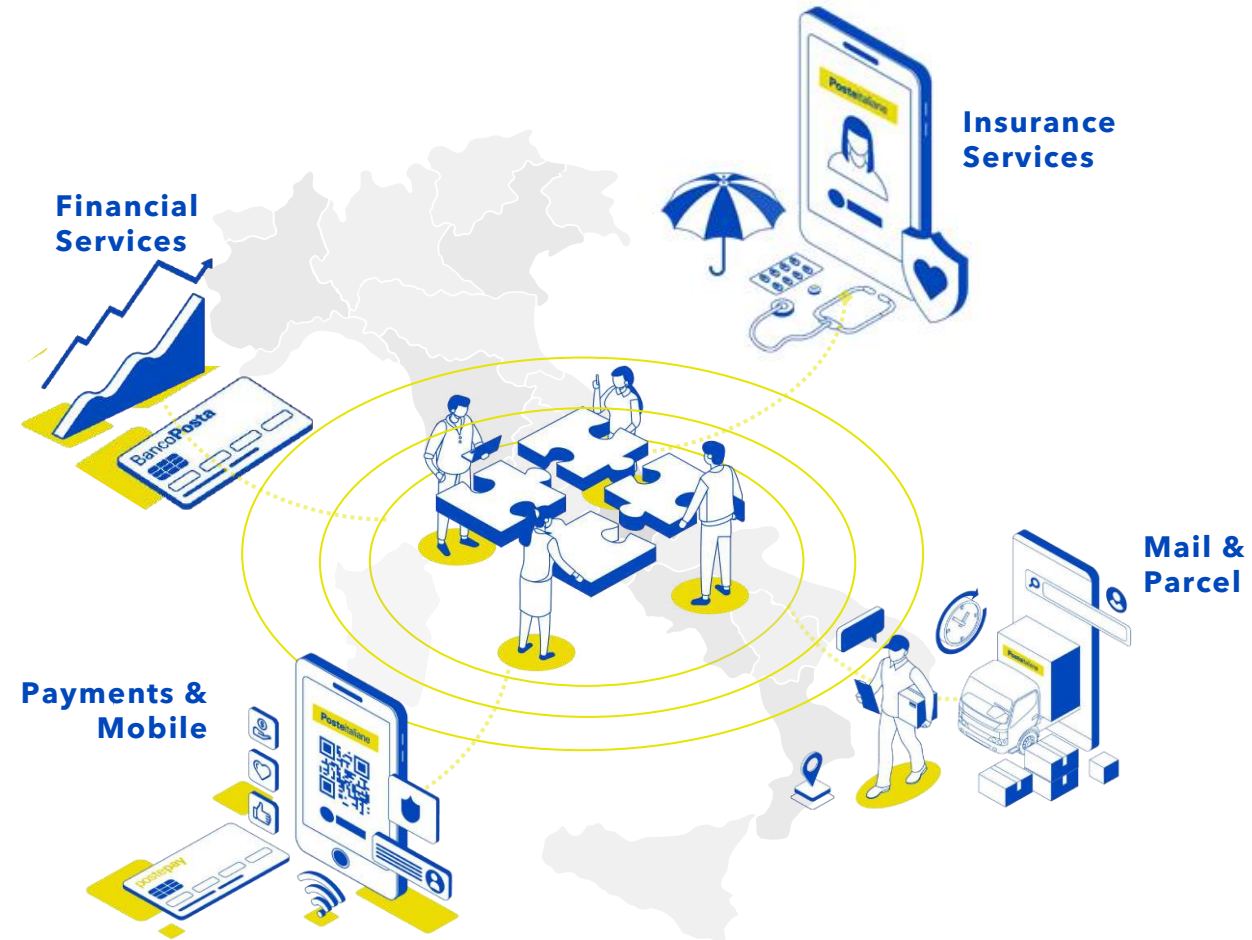 Posteitaliane
Insurance
Services
Financial
Services
BancoPosta
Mail &
Parcel
Posteitaliane
Payments &
Mobile
Posteitaliane
postepay